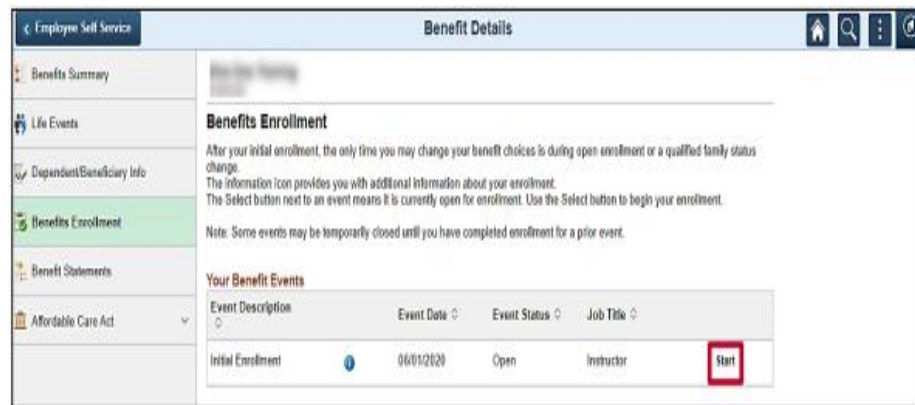 Employee Self Service
Benefit Details
Benefits Summary
Life Events
Dependent/Beneficiary Info
Benefits Enrollment
Benefit Statements
Affordable Care Act
Benefits Enrollment
After your initial enrollment, the only time you may change your benefit choices is during open enrollment or a qualified family status
change.
The information icon provides you with additional information about your enrollment.
The Select button next to an event means it is currently open for enrollment. Use the Select button to begin your enrollment.
Note: Some events may be temporarily closed until you have completed enrollment for a prior event.
Your Benefit Events
Event Description Event Date Event Status Job Title
Initial Enrollment 06/01/2020 Open Instructor Start